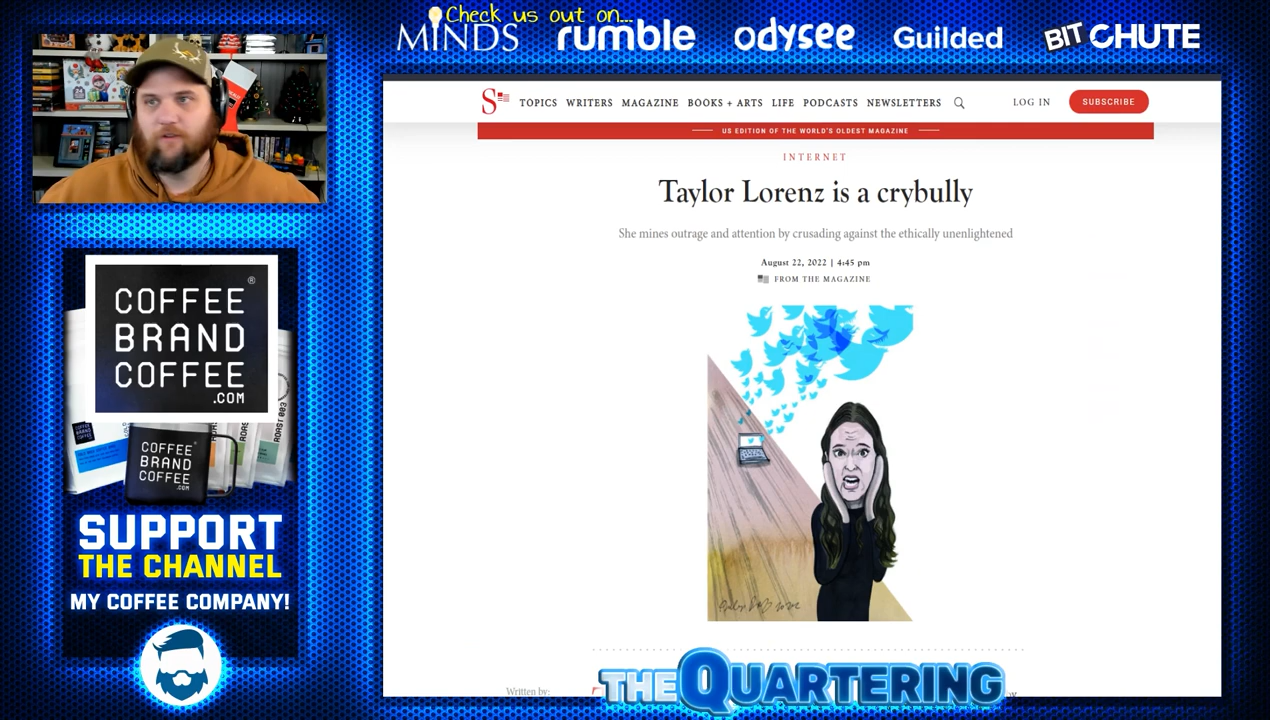 Check us out on...
MINDS
rumble
odysee
Guilded
BIT CHUTE
S
TOPICS WRITERS MAGAZINE BOOKS + ARTS LIFE PODCASTS NEWSLETTERS
LOG IN
SUBSCRIBE
US EDITION OF THE WORLD'S OLDEST MAGAZINE
INTERNET
Taylor Lorenz is a crybully
She mines outrage and attention by crusading against the ethically unenlightened
August 22, 2022 | 4:45 pm
FROM THE MAGAZINE
Written by:
COFFEE®
BRAND
COFFEE
.COM
COFFEE
BRAND
COFFEE
.COM
SUPPORT
THE CHANNEL
MY COFFEE COMPANY!
THE QUARTERING